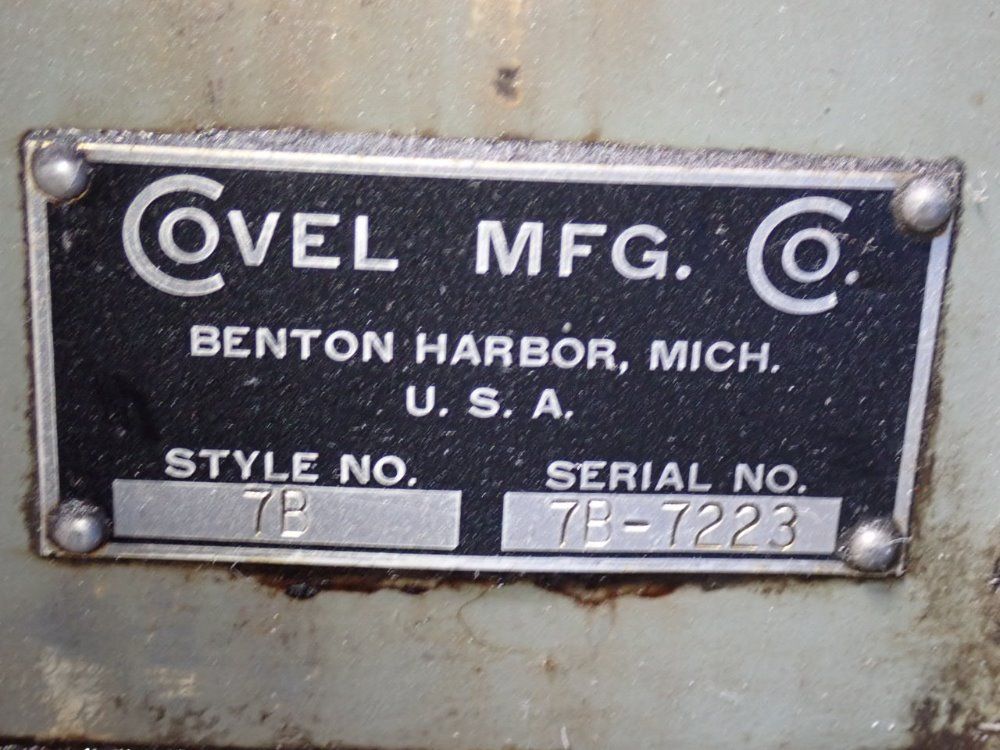 COVEL MFG. CO.
BENTON HARBOR, MICH.
U. S. A.
STYLE NO. SERIAL NO.
7B 7B-7223